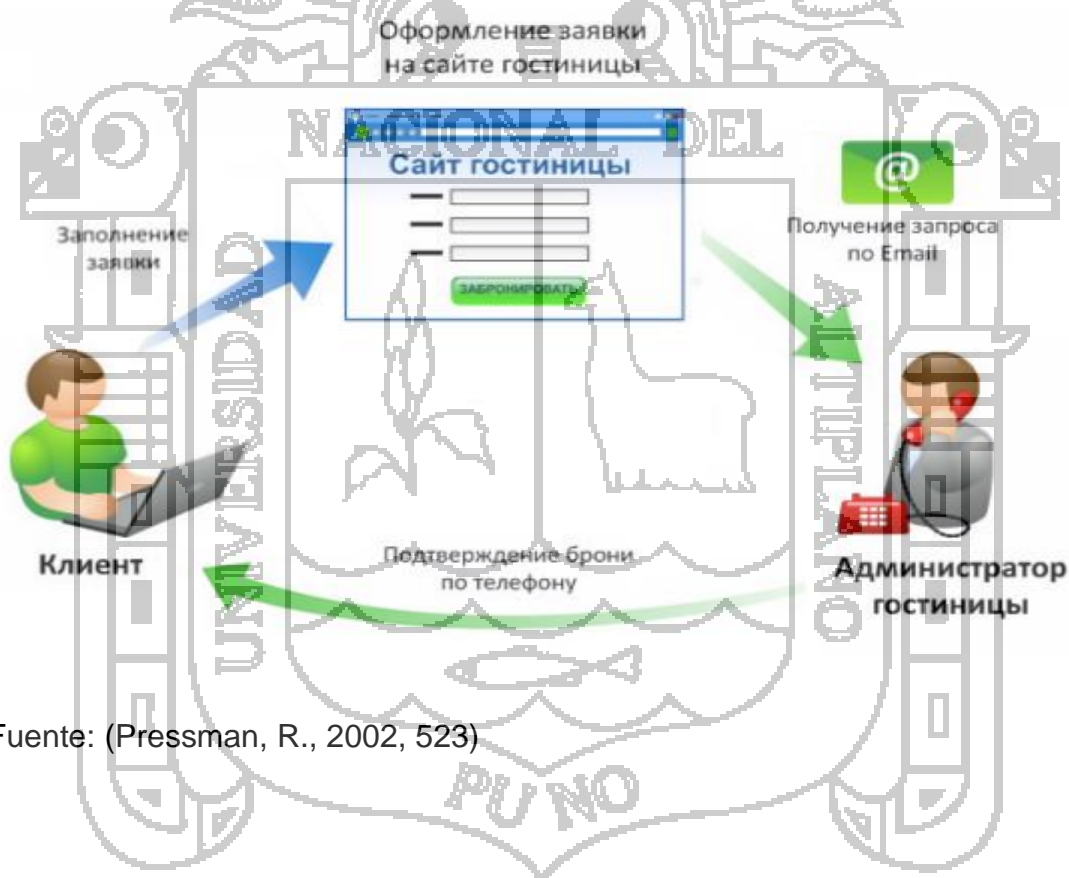 Оформление заявки
на сайте гостиницы
NACIONAL DEL
Сайт гостиницы
ЗАБРОНИРОВАТЬ
@
Получение запроса
по Email
Заполнение
заявки
UNIVERSIDAD
ALTIPLANO
Клиент
Подтверждение брони
по телефону
Администратор
гостиницы
Fuente: (Pressman, R., 2002, 523)
PUNO